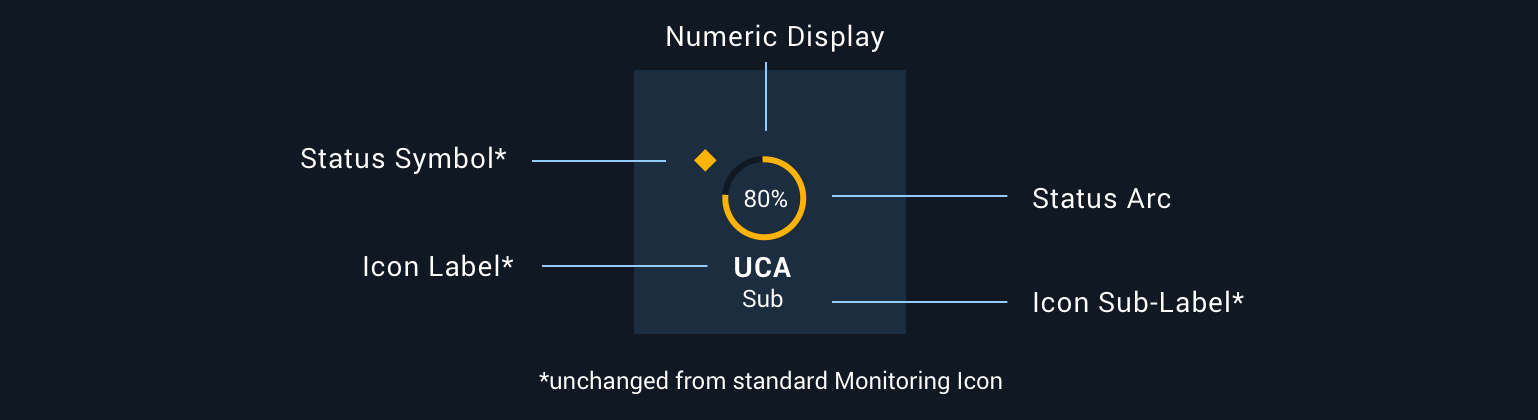 Numeric Display
Status Symbol*
80%
Status Arc
Icon Label*
UCA
Sub
Icon Sub-Label*
*unchanged from standard Monitoring Icon